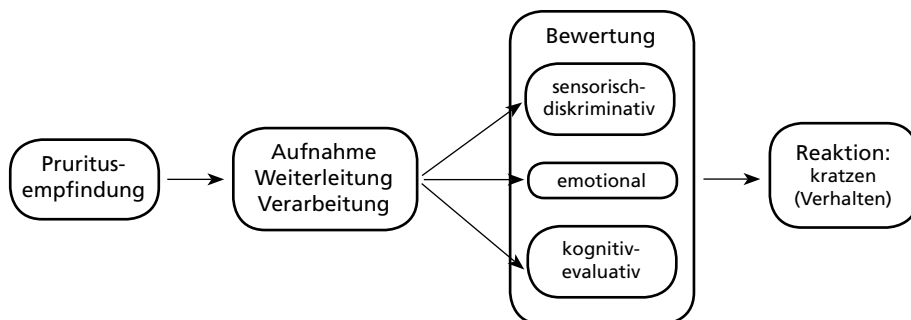 Pruritus-
empfindung
Aufnahme
Weiterleitung
Verarbeitung
Bewertung
sensorisch-
diskriminativ
emotional
kognitiv-
evaluativ
Reaktion:
kratzen
(Verhalten)